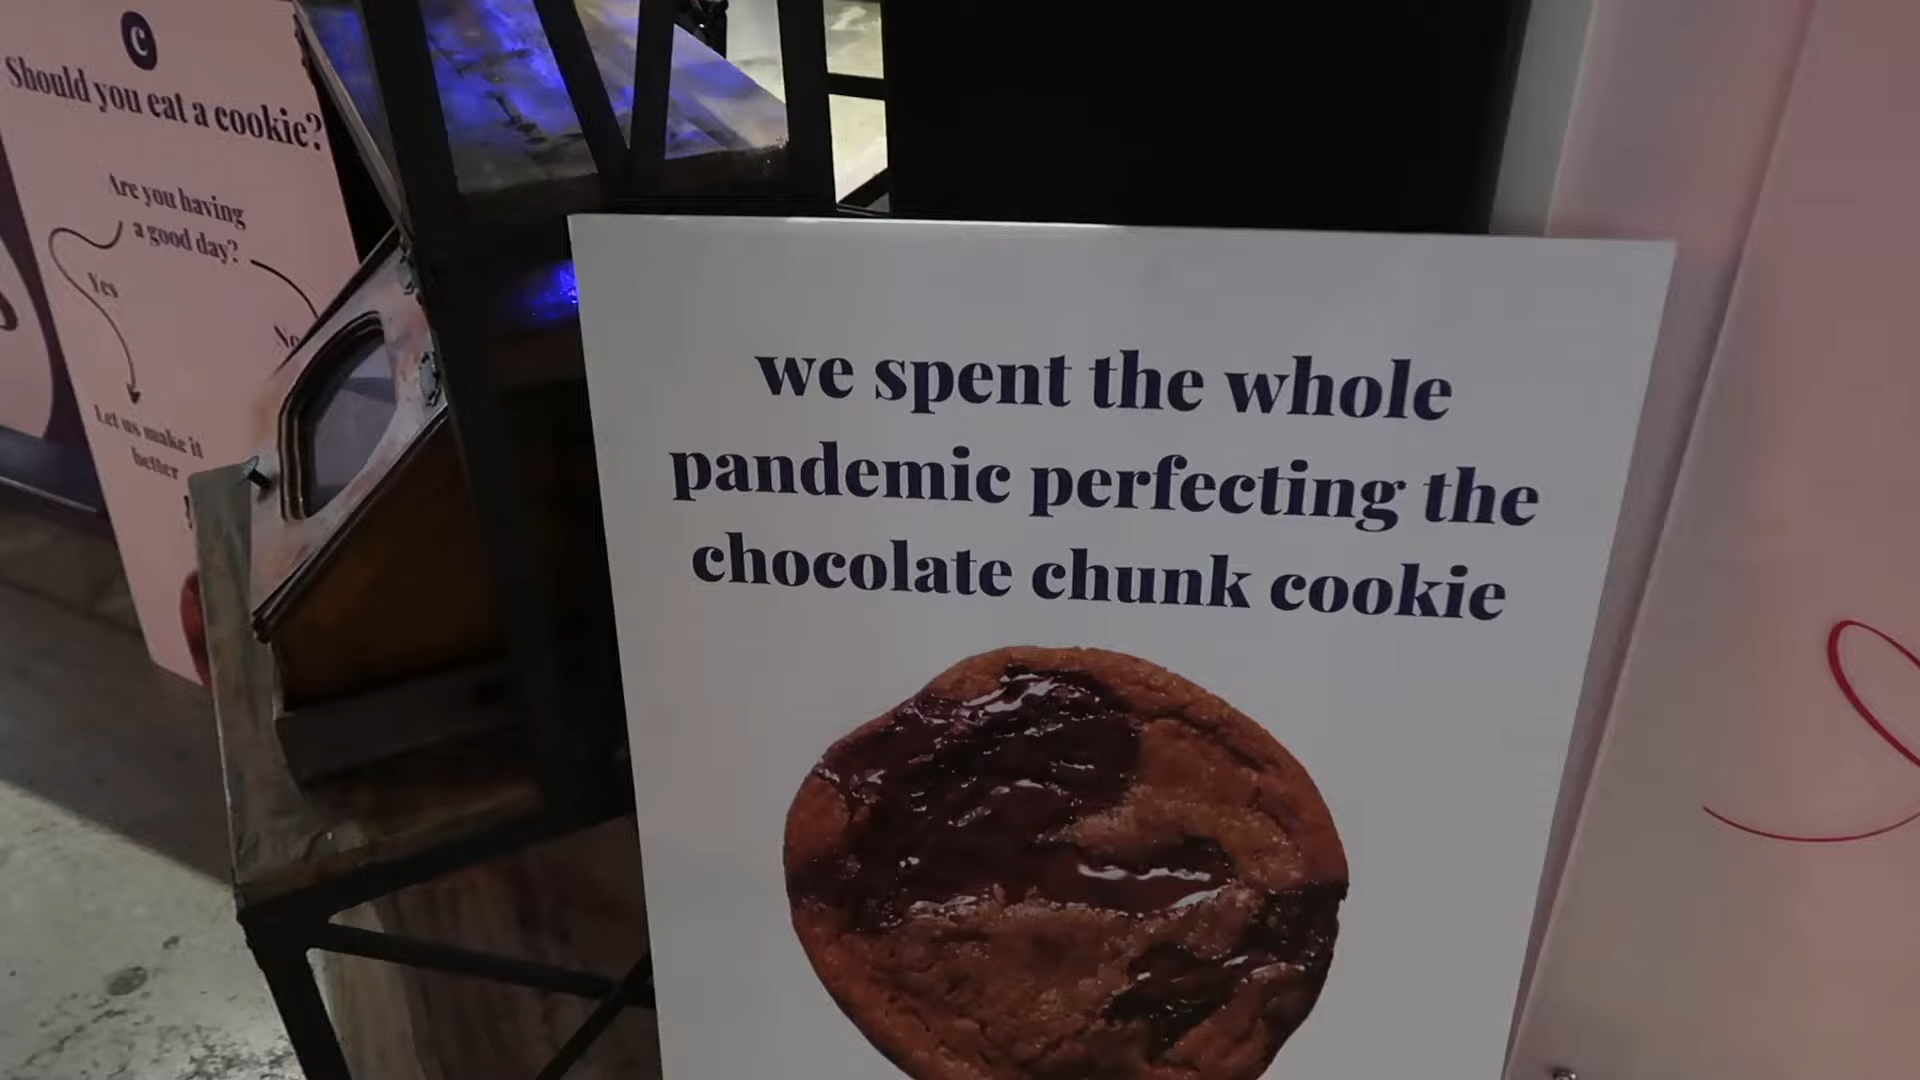 C
Should you eat a cookie?
Are you having
a good day?
Yes
No
Let us make it
better
we spent the whole
pandemic perfecting the
chocolate chunk cookie